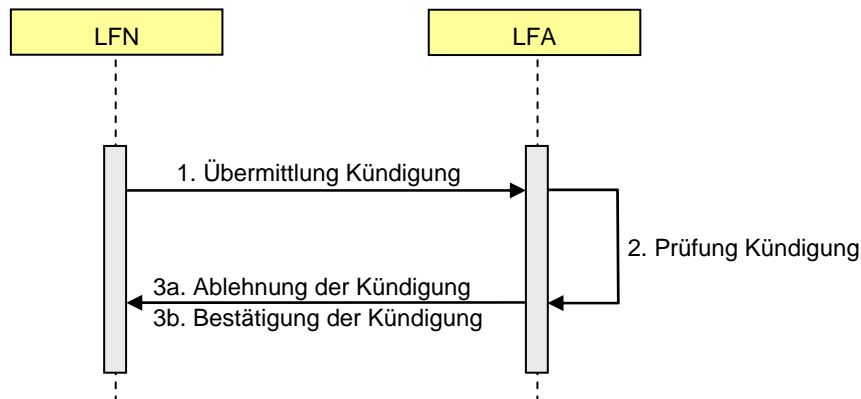 LFN
LFA
1. Übermittlung Kündigung
2. Prüfung Kündigung
3a. Ablehnung der Kündigung
3b. Bestätigung der Kündigung